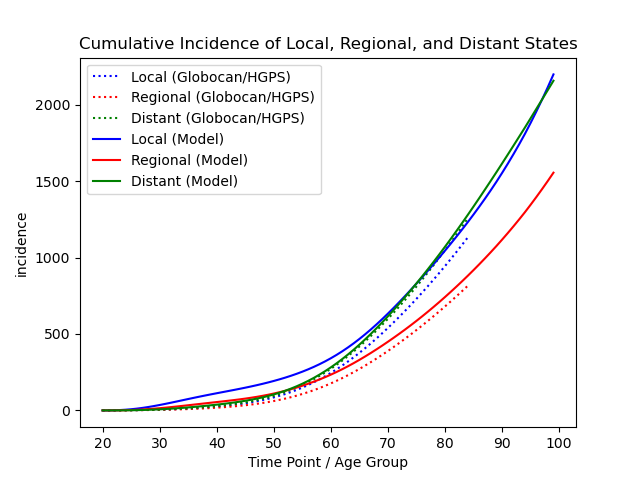 Cumulative Incidence of Local, Regional, and Distant States
Local (Globocan/HGPS)
Regional (Globocan/HGPS)
Distant (Globocan/HGPS)
Local (Model)
Regional (Model)
Distant (Model)
2000
1500
1000
500
0
incidence
20 30 40 50 60 70 80 90 100
Time Point / Age Group